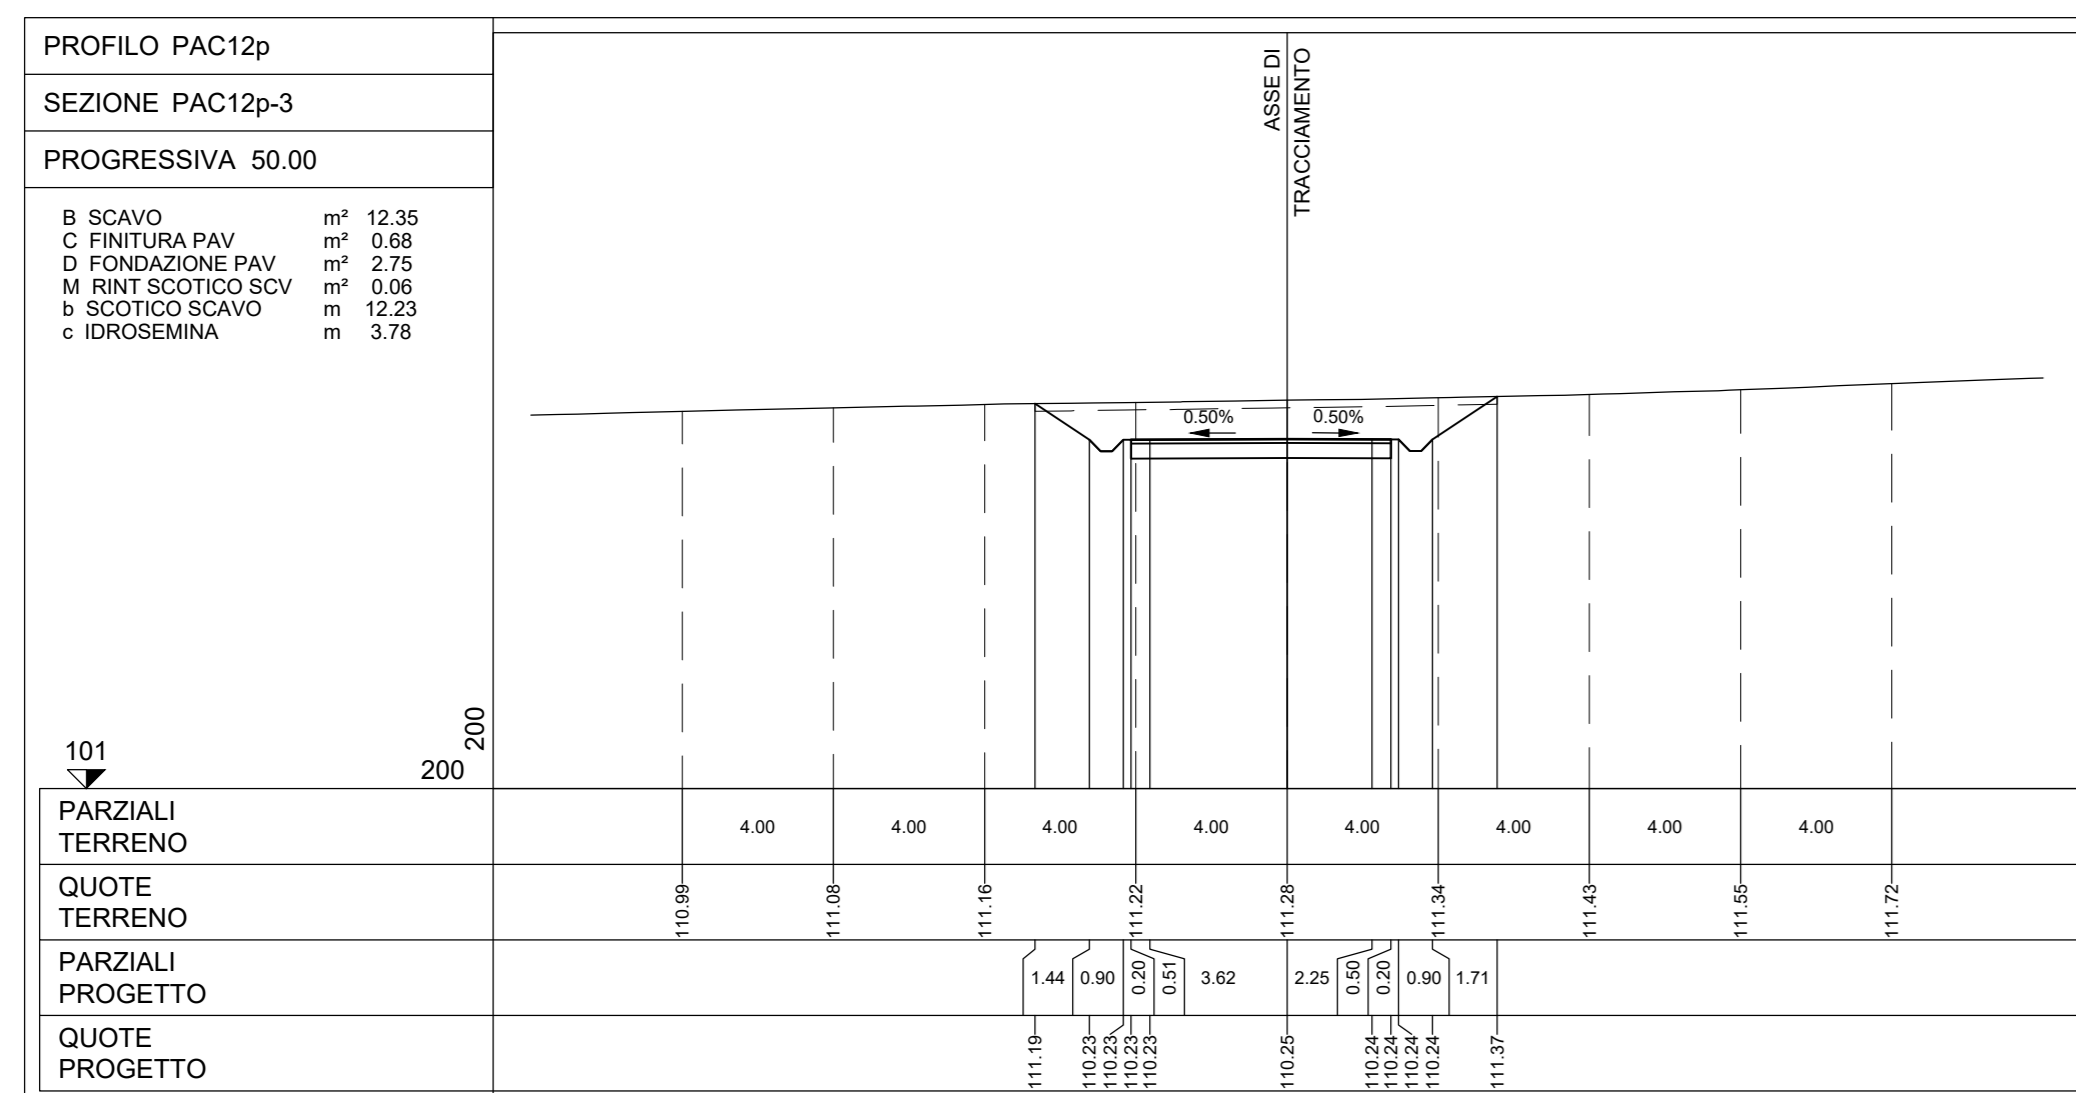 PROFILO PAC12p
SEZIONE PAC12p-3
PROGRESSIVA 50.00
B SCAVO m² 12.35
C FINITURA PAV m² 0.68
D FONDAZIONE PAV m² 2.75
M RINT SCOTICO SCV m² 0.06
b SCOTICO SCAVO m 12.23
c IDROSEMINA m 3.78
ASSE DI
TRACCIAMENTO
0.50% 0.50%
101
200
200
PARZIALI
TERRENO
4.00 4.00 4.00 4.00 4.00 4.00 4.00 4.00
QUOTE
TERRENO
110.99 111.08 111.16 111.22 111.28 111.34 111.43 111.55 111.72
PARZIALI
PROGETTO
1.44 0.90 0.20 0.51 3.62 2.25 0.50 0.20 0.90 1.71
QUOTE
PROGETTO
111.19 110.23 110.23 110.23 110.23 110.25 110.24 110.24 110.24 110.24 111.37